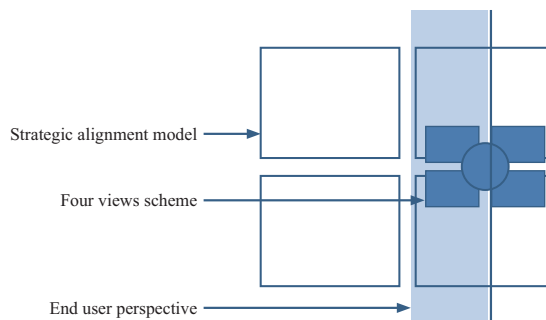 Strategic alignment model
Four views scheme
End user perspective